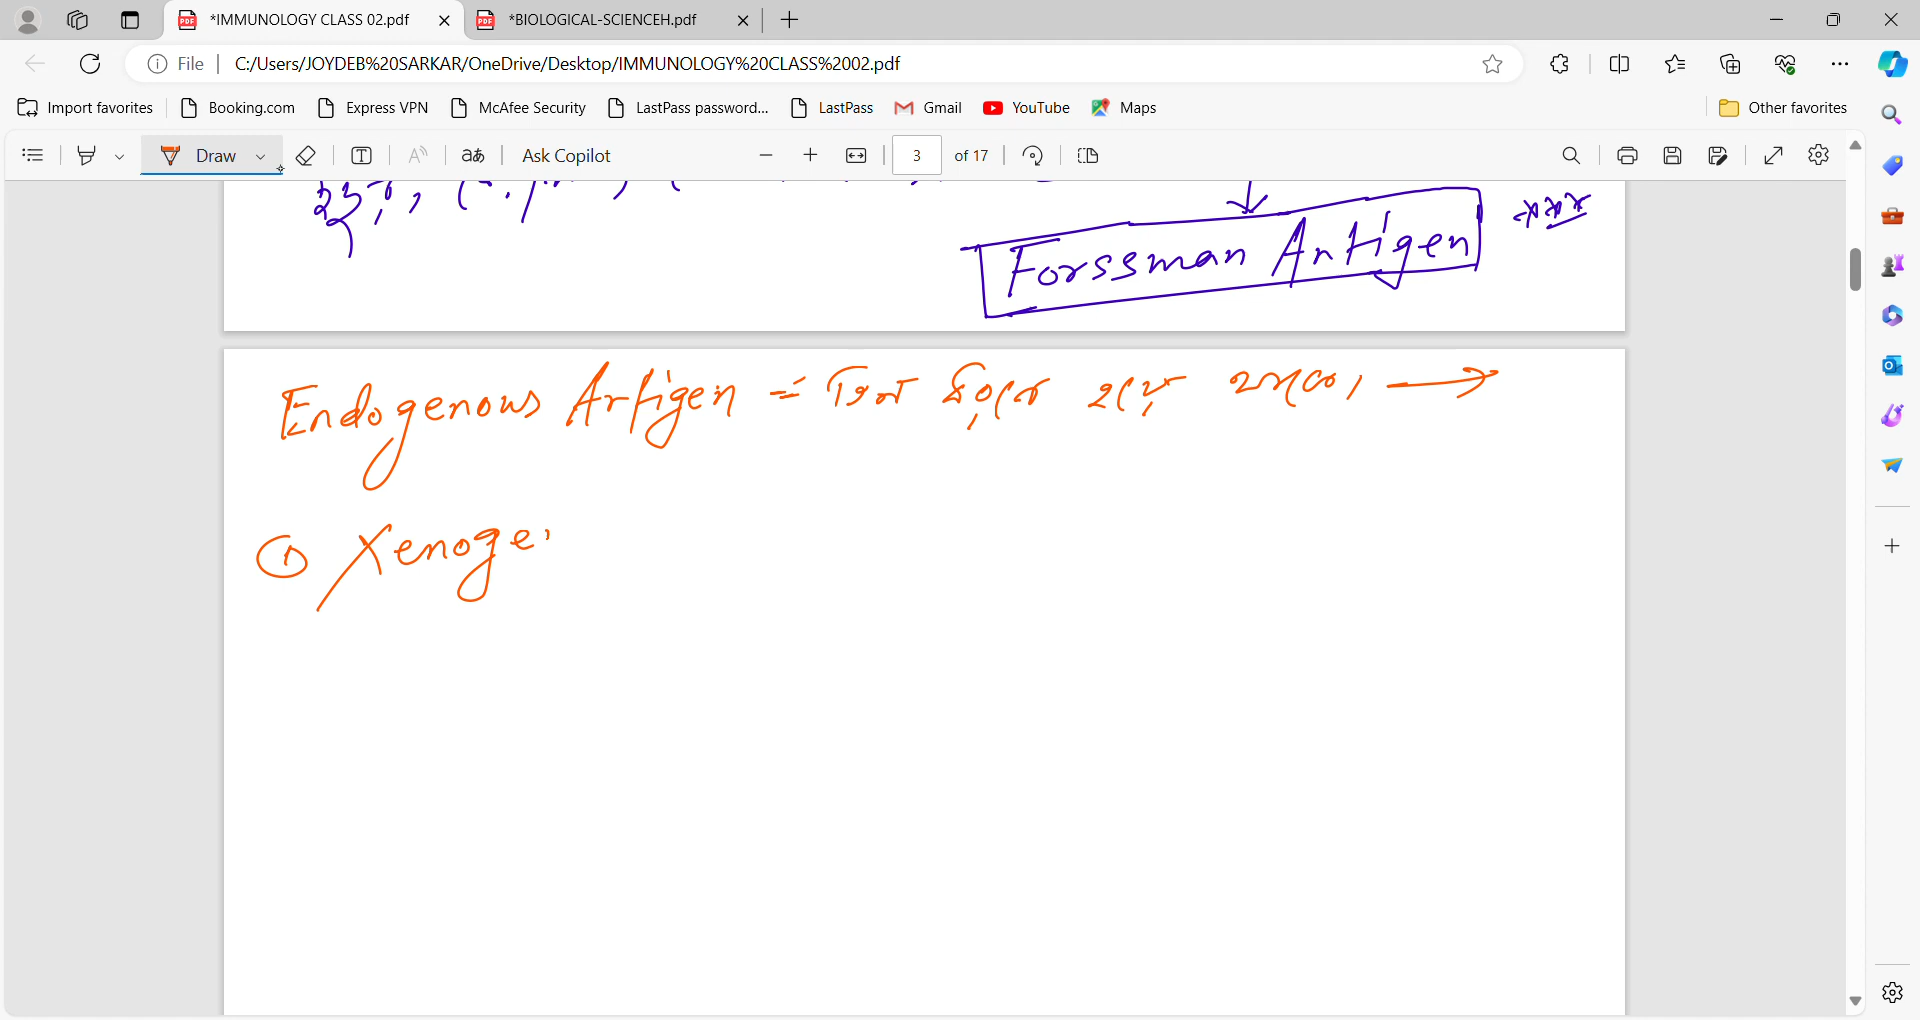 *IMMUNOLOGY CLASS 02.pdf
*BIOLOGICAL-SCIENCEH.pdf
File
C:/Users/JOYDEB%20SARKAR/OneDrive/Desktop/IMMUNOLOGY%20CLASS%2002.pdf
Import favorites
Booking.com
Express VPN
McAfee Security
LastPass password...
LastPass
Gmail
YouTube
Maps
Other favorites
Draw
Ask Copilot
3
of 17
Forssman Antigen
Endogenous Antigen =
① Xenoge